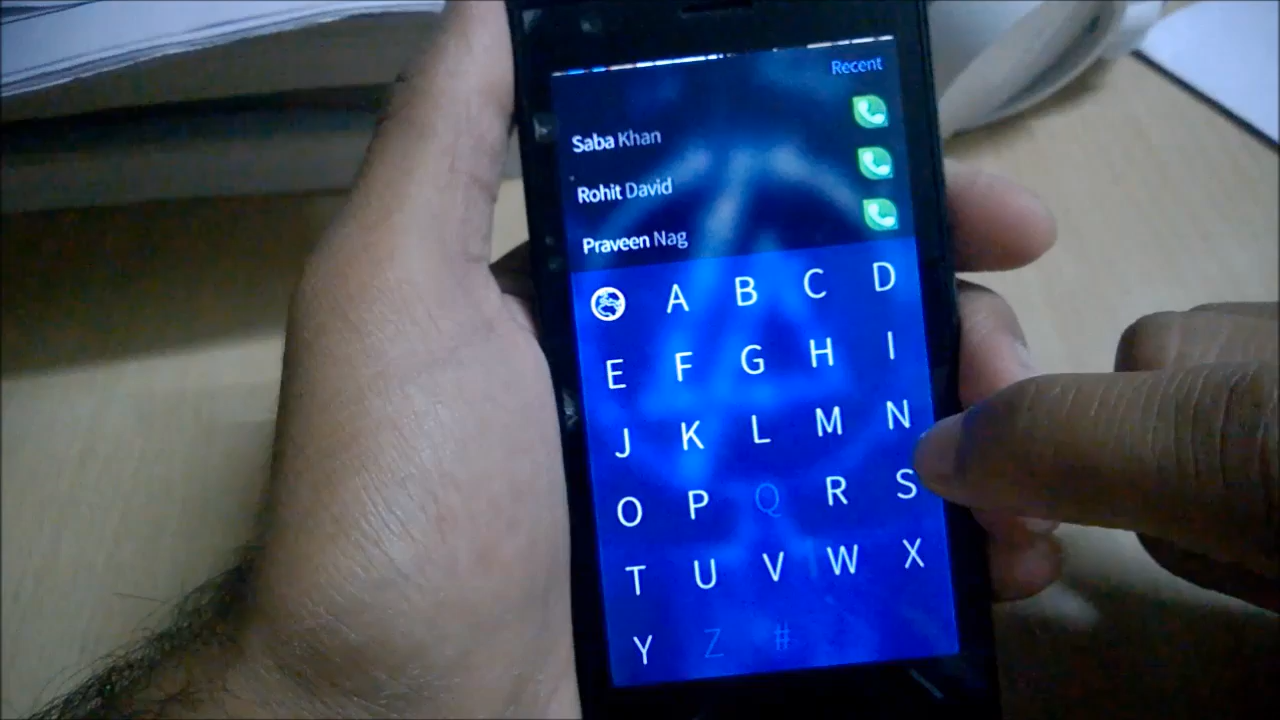 Recent
Saba Khan
Rohit David
Praveen Nag
A B C D
E F G H I
J K L M N
O P Q R S
T U V W X
Y Z #